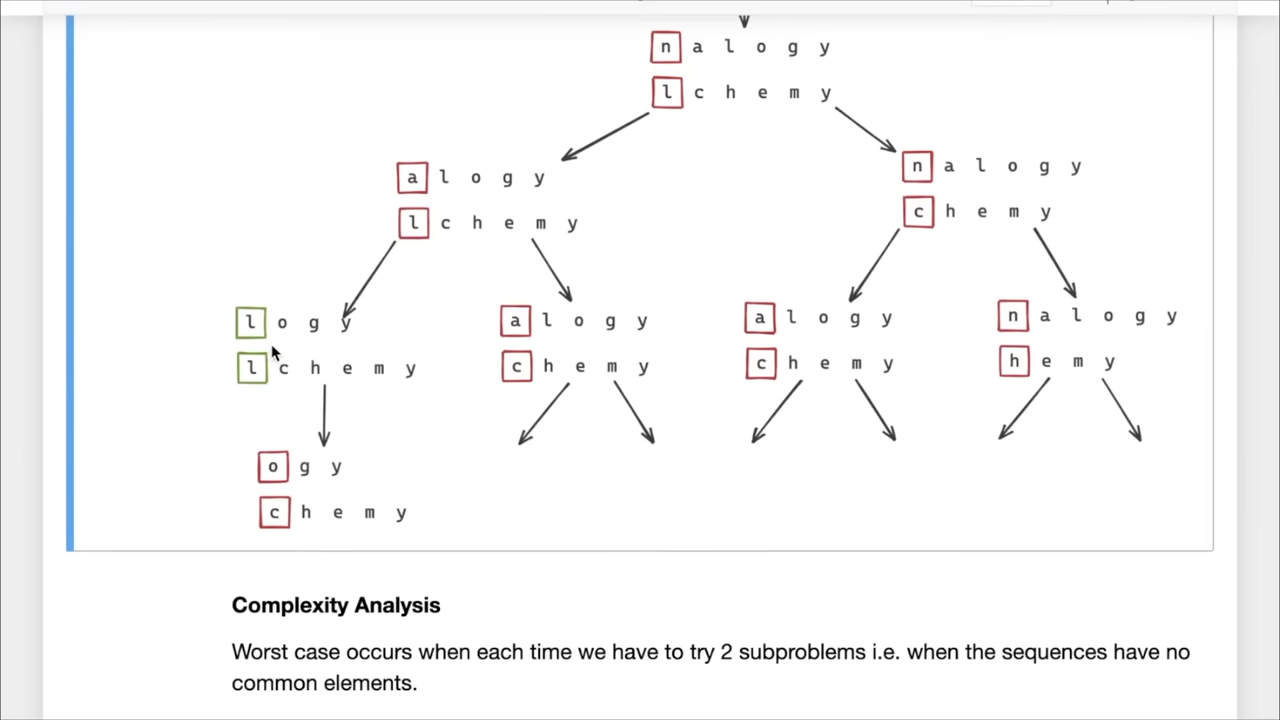 n a l o g y
l c h e m y
a l o g y
l c h e m y
n a l o g y
c h e m y
l o g y
l c h e m y
a l o g y
c h e m y
a l o g y
c h e m y
n a l o g y
h e m y
o g y
c h e m y
Complexity Analysis
Worst case occurs when each time we have to try 2 subproblems i.e. when the sequences have no
common elements.